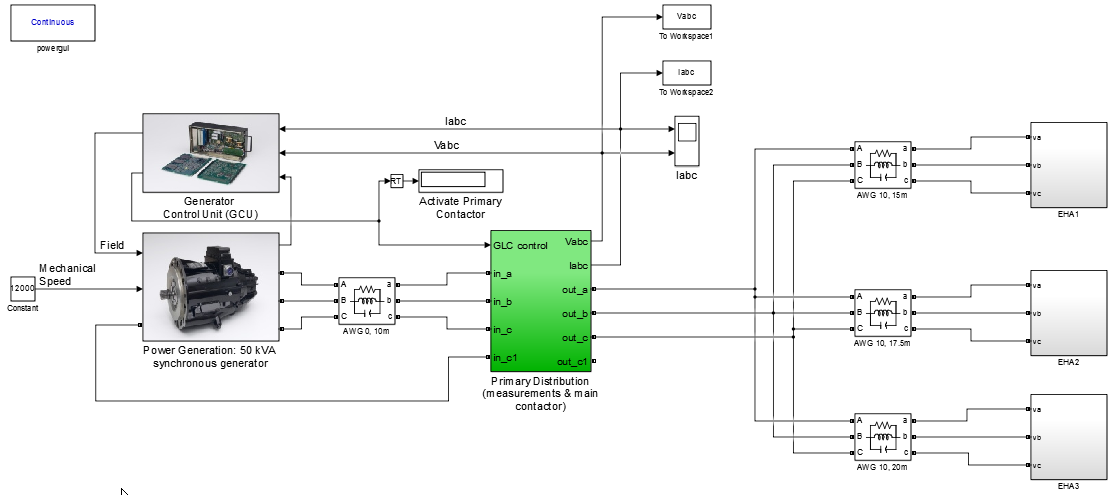 Continuous
powergui
Vabc
To Workspace1
Iabc
To Workspace2
Iabc
Vabc
Iabc
Generator
Control Unit (GCU)
RT
Activate Primary
Contactor
Field
Mechanical
Speed
12000
Constant
Power Generation: 50 kVA
synchronous generator
A a
B b
C c
AWG 0, 10m
GLC control
in_a
in_b
in_c
in_c1
Vabc
Iabc
out_a
out_b
out_c
out_c1
Primary Distribution
(measurements & main
contactor)
A a
B b
C c
AWG 10, 15m
va
vb
vc
EHA1
A a
B b
C c
AWG 10, 17.5m
va
vb
vc
EHA2
A a
B b
C c
AWG 10, 20m
va
vb
vc
EHA3